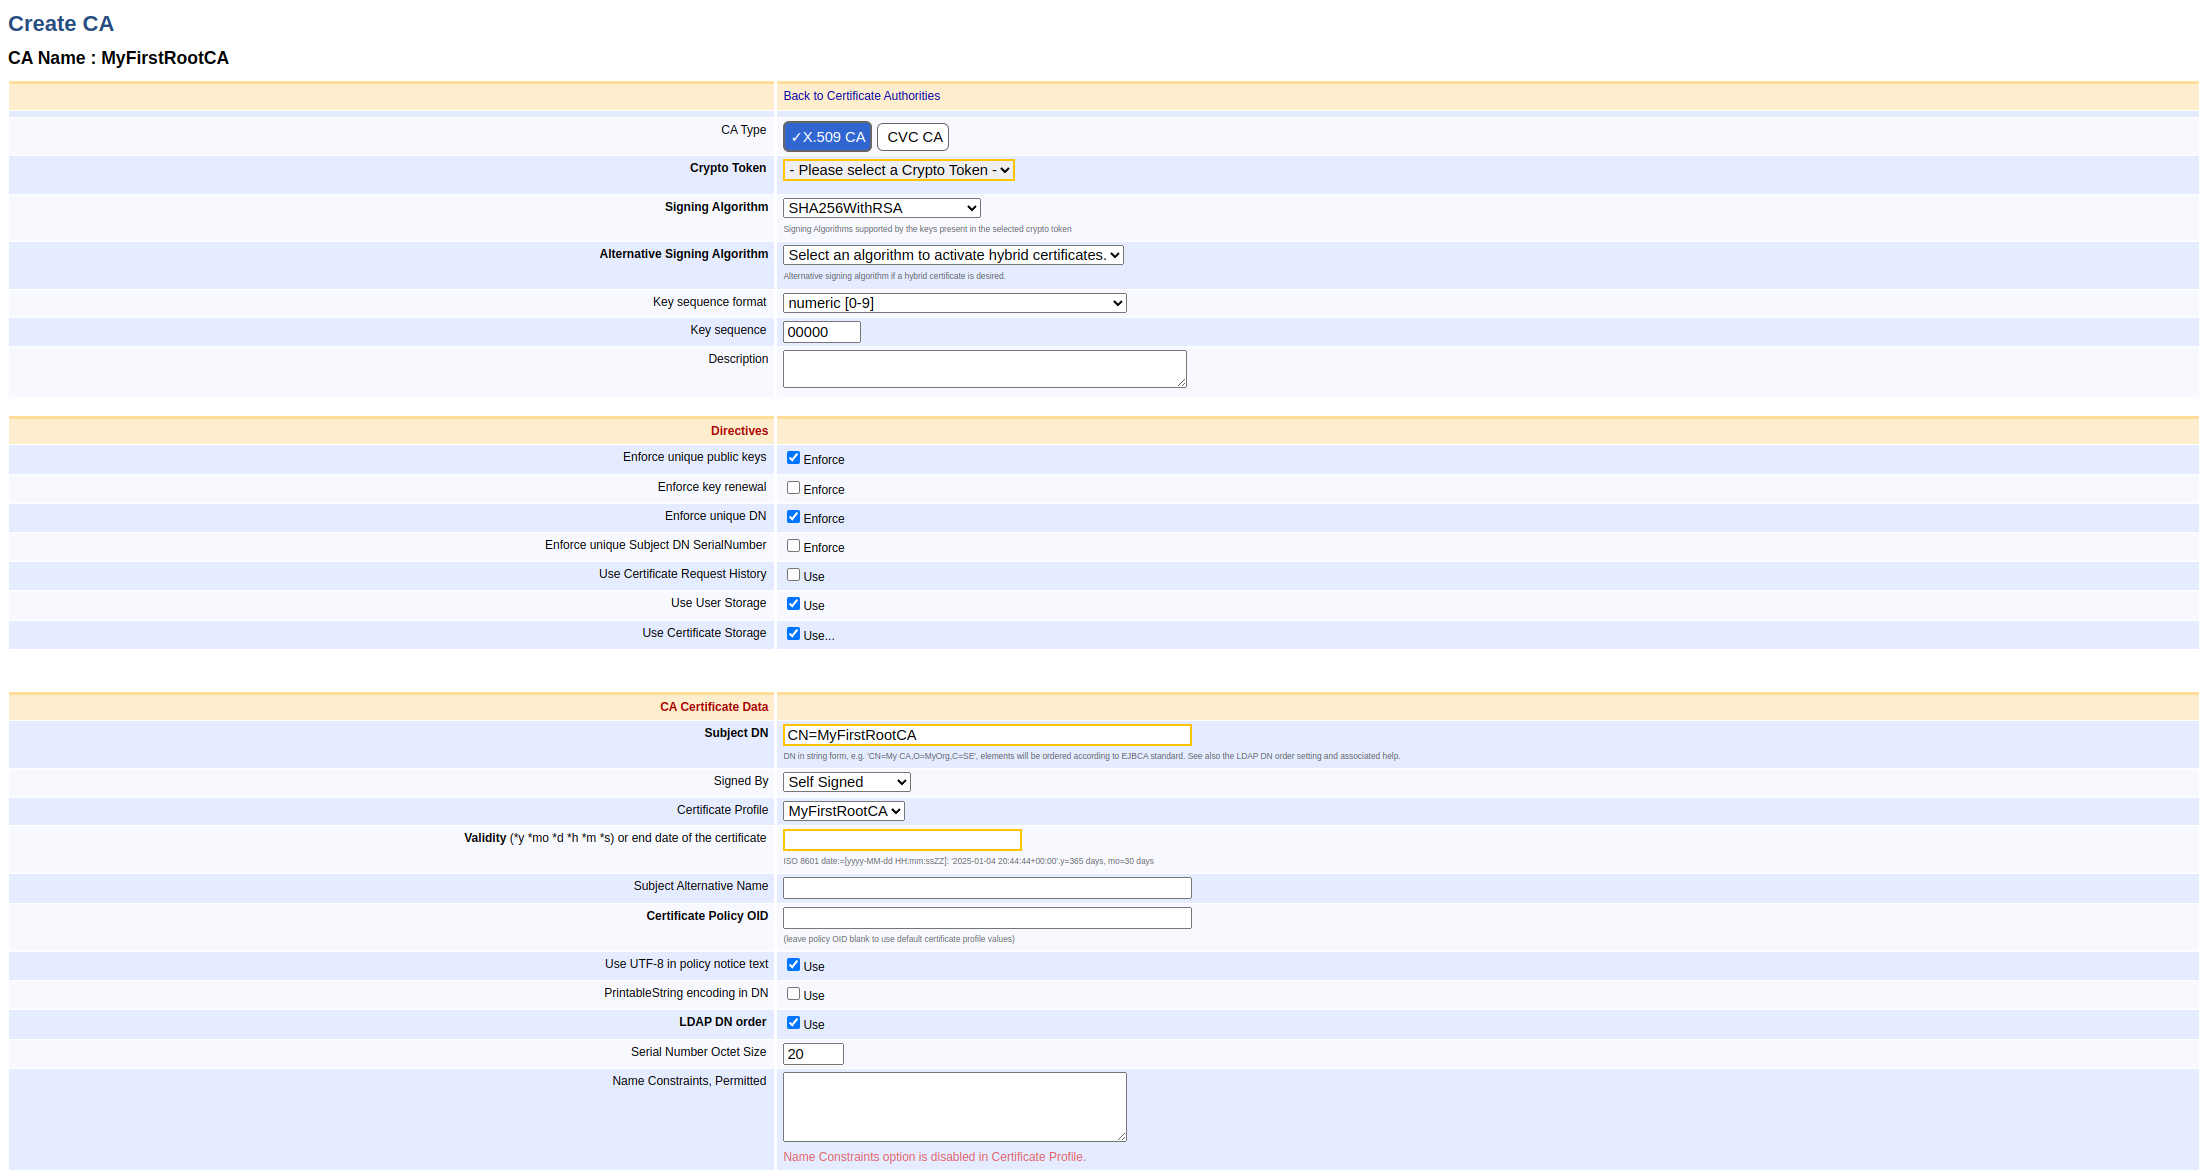 Create CA
CA Name : MyFirstRootCA
Back to Certificate Authorities
CA Type ✓X.509 CA CVC CA
Crypto Token - Please select a Crypto Token -
Signing Algorithm SHA256WithRSA
Signing Algorithms supported by the keys present in the selected crypto token
Alternative Signing Algorithm Select an algorithm to activate hybrid certificates.
Alternative signing algorithm if a hybrid certificate is desired.
Key sequence format numeric [0-9]
Key sequence 00000
Description
Directives
Enforce unique public keys Enforce
Enforce key renewal Enforce
Enforce unique DN Enforce
Enforce unique Subject DN SerialNumber Enforce
Use Certificate Request History Use
Use User Storage Use
Use Certificate Storage Use...
CA Certificate Data
Subject DN CN=MyFirstRootCA
DN in string form, e.g. 'CN=My CA,O=MyOrg,C=SE', elements will be ordered according to EJBCA standard. See also the LDAP DN order setting and associated help.
Signed By Self Signed
Certificate Profile MyFirstRootCA
Validity (*y *mo *d *h *m *s) or end date of the certificate
ISO 8601 date:=[yyyy-MM-dd HH:mm:ssZZ]: '2025-01-04 20:44:44+00:00'.y=365 days, mo=30 days
Subject Alternative Name
Certificate Policy OID
(leave policy OID blank to use default certificate profile values)
Use UTF-8 in policy notice text Use
PrintableString encoding in DN Use
LDAP DN order Use
Serial Number Octet Size 20
Name Constraints, Permitted
Name Constraints option is disabled in Certificate Profile.